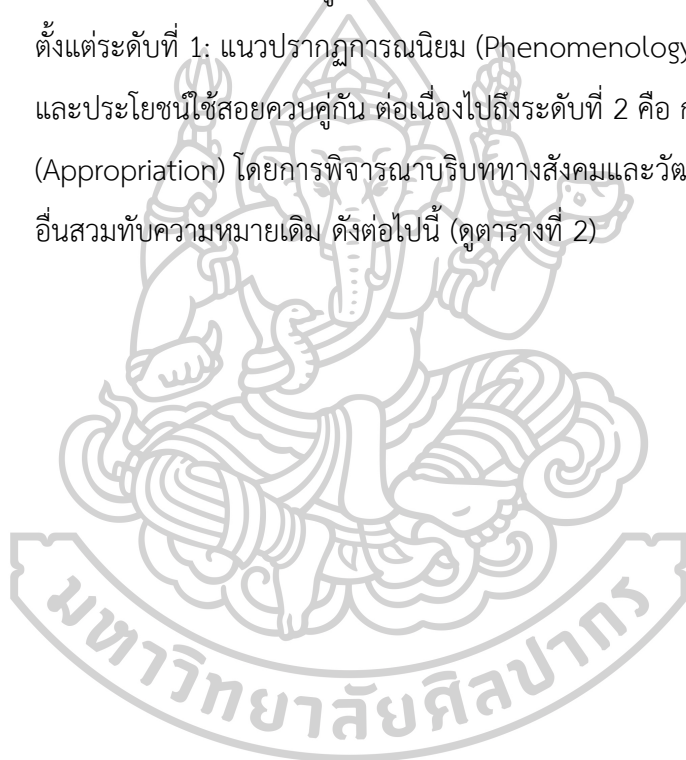 ตั้งแต่ระดับที่ 1: แนวปรากฏการณนิยม (Phenomenology
และประโยชน์ใช้สอยควบคู่กัน ต่อเนื่องไปถึงระดับที่ 2 คือ
(Appropriation) โดยการพิจารณาบริบททางสังคมและวัฒ
อื่นสวมทับความหมายเดิม ดังต่อไปนี้ (ดูตารางที่ 2)
มหาวิทยาลัยศิลปากร